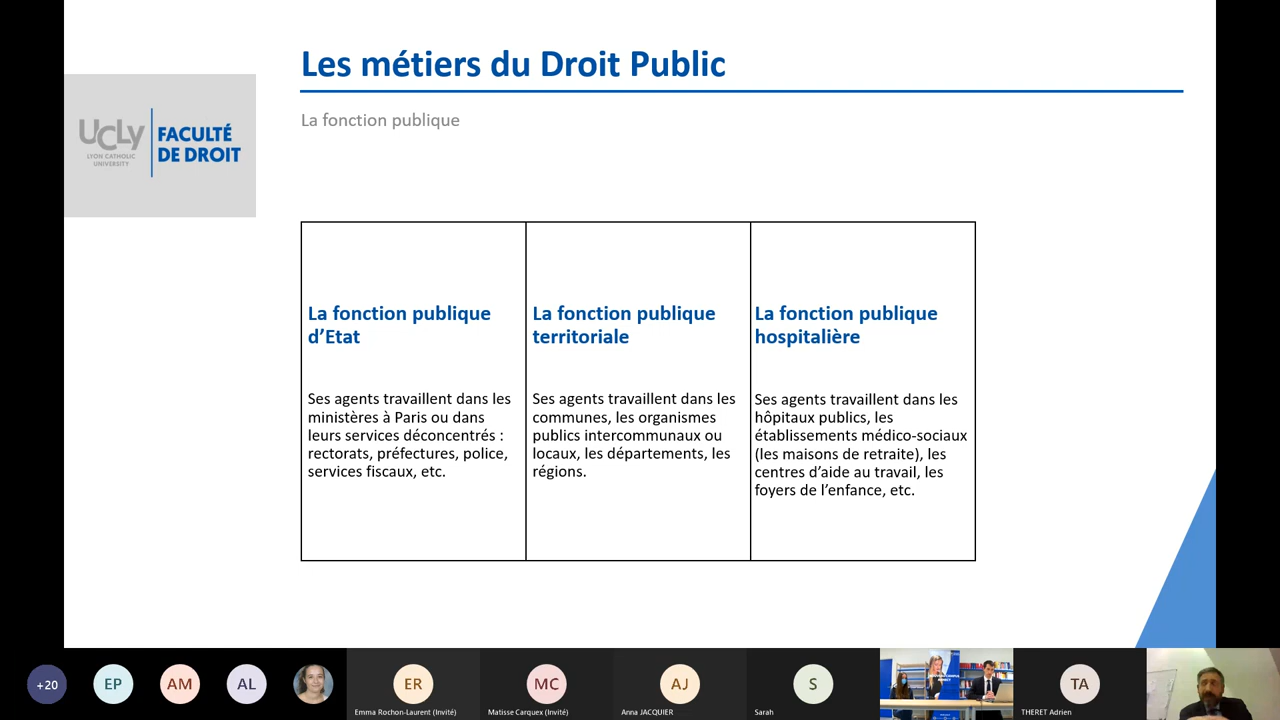 Les métiers du Droit Public
La fonction publique
UCLy
LYON CATHOLIC
UNIVERSITY
FACULTÉ
DE DROIT
La fonction publique
d’Etat
Ses agents travaillent dans les
ministères à Paris ou dans
leurs services déconcentrés :
rectorats, préfectures, police,
services fiscaux, etc.
La fonction publique
territoriale
Ses agents travaillent dans les
communes, les organismes
publics intercommunaux ou
locaux, les départements, les
régions.
La fonction publique
hospitalière
Ses agents travaillent dans les
hôpitaux publics, les
établissements médico-sociaux
(les maisons de retraite), les
centres d’aide au travail, les
foyers de l’enfance, etc.
+20
EP
AM
AL
ER
Emma Rochon-Laurent (Invité)
MC
Matisse Carquex (Invité)
AJ
Anna JACQUIER
S
Sarah
TA
THERET Adrien